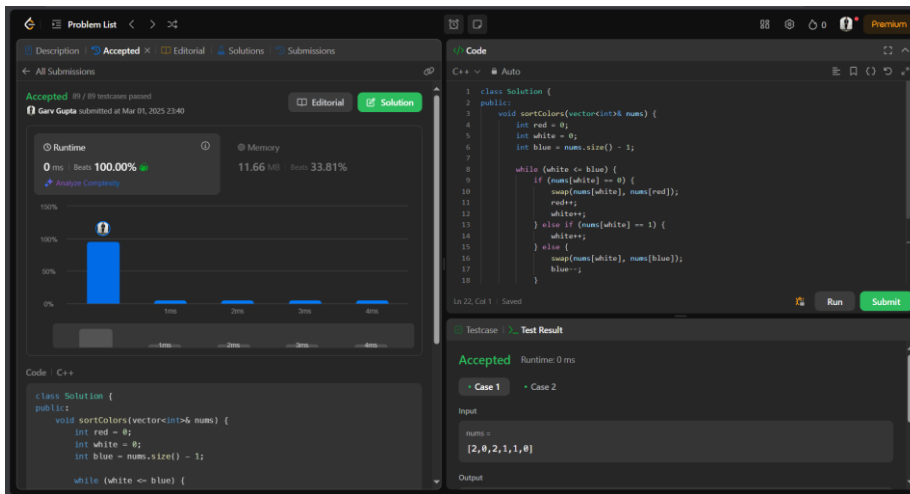 Problem List
0
Premium
Description | Accepted × | Editorial | Solutions | Submissions
← All Submissions
Accepted 89 / 89 testcases passed
Garv Gupta submitted at Mar 01, 2025 23:40
Editorial
Solution
Runtime
0 ms | Beats 100.00%
Analyze Complexity
Memory
11.66 MB | Beats 33.81%
150%
100%
50%
0%
1ms
2ms
3ms
4ms
1ms
2ms
3ms
4ms
Code | C++
class Solution {
public:
void sortColors(vector<int>& nums) {
int red = 0;
int white = 0;
int blue = nums.size() - 1;
while (white <= blue) {
</> Code
C++
Auto
1 class Solution {
2 public:
3 void sortColors(vector<int>& nums) {
4 int red = 0;
5 int white = 0;
6 int blue = nums.size() - 1;
7
8 while (white <= blue) {
9 if (nums[white] == 0) {
10 swap(nums[white], nums[red]);
11 red++;
12 white++;
13 } else if (nums[white] == 1) {
14 white++;
15 } else {
16 swap(nums[white], nums[blue]);
17 blue--;
18 }
Ln 22, Col 1 | Saved
Run
Submit
Testcase | >_ Test Result
Accepted Runtime: 0 ms
• Case 1
• Case 2
Input
nums =
[2,0,2,1,1,0]
Output